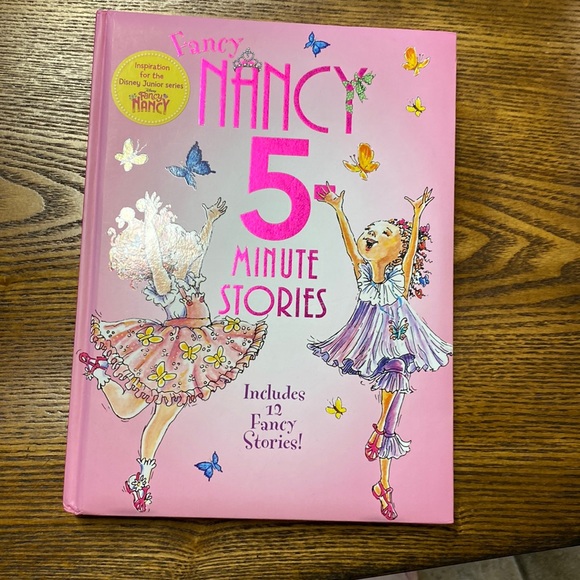 Fancy
NANCY
Inspiration
for the
Disney Junior series
Fancy
NANCY
5-
MINUTE
STORIES
Includes
12
Fancy
Stories!